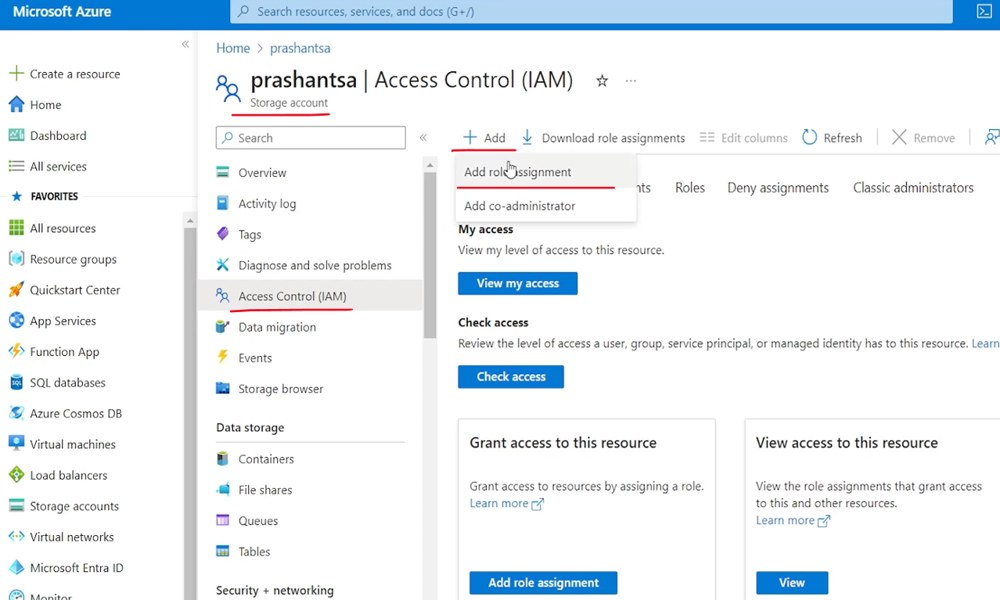 Microsoft Azure
Search resources, services, and docs (G+/)
Create a resource
Home
Dashboard
All services
FAVORITES
All resources
Resource groups
Quickstart Center
App Services
Function App
SQL databases
Azure Cosmos DB
Virtual machines
Load balancers
Storage accounts
Virtual networks
Microsoft Entra ID
Monitor
Home > prashantsa
prashantsa | Access Control (IAM)
Storage account
Search
Overview
Activity log
Tags
Diagnose and solve problems
Access Control (IAM)
Data migration
Events
Storage browser
Data storage
Containers
File shares
Queues
Tables
Security + networking
Add Download role assignments Edit columns Refresh Remove
Add role assignment
Add co-administrator
nts Roles Deny assignments Classic administrators
My access
View my level of access to this resource.
View my access
Check access
Review the level of access a user, group, service principal, or managed identity has to this resource. Learn
Check access
Grant access to this resource
Grant access to resources by assigning a role.
Learn more
Add role assignment
View access to this resource
View the role assignments that grant access
to this and other resources.
Learn more
View